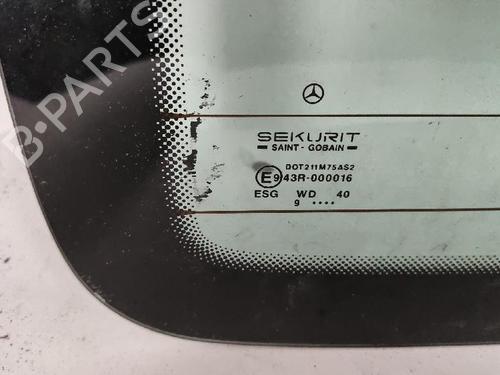 B-PARTS
SEKURIT
SAINT - GOBAIN
DOT211M75AS2
E9 43R-000016
ESG WD 40
9 ••••